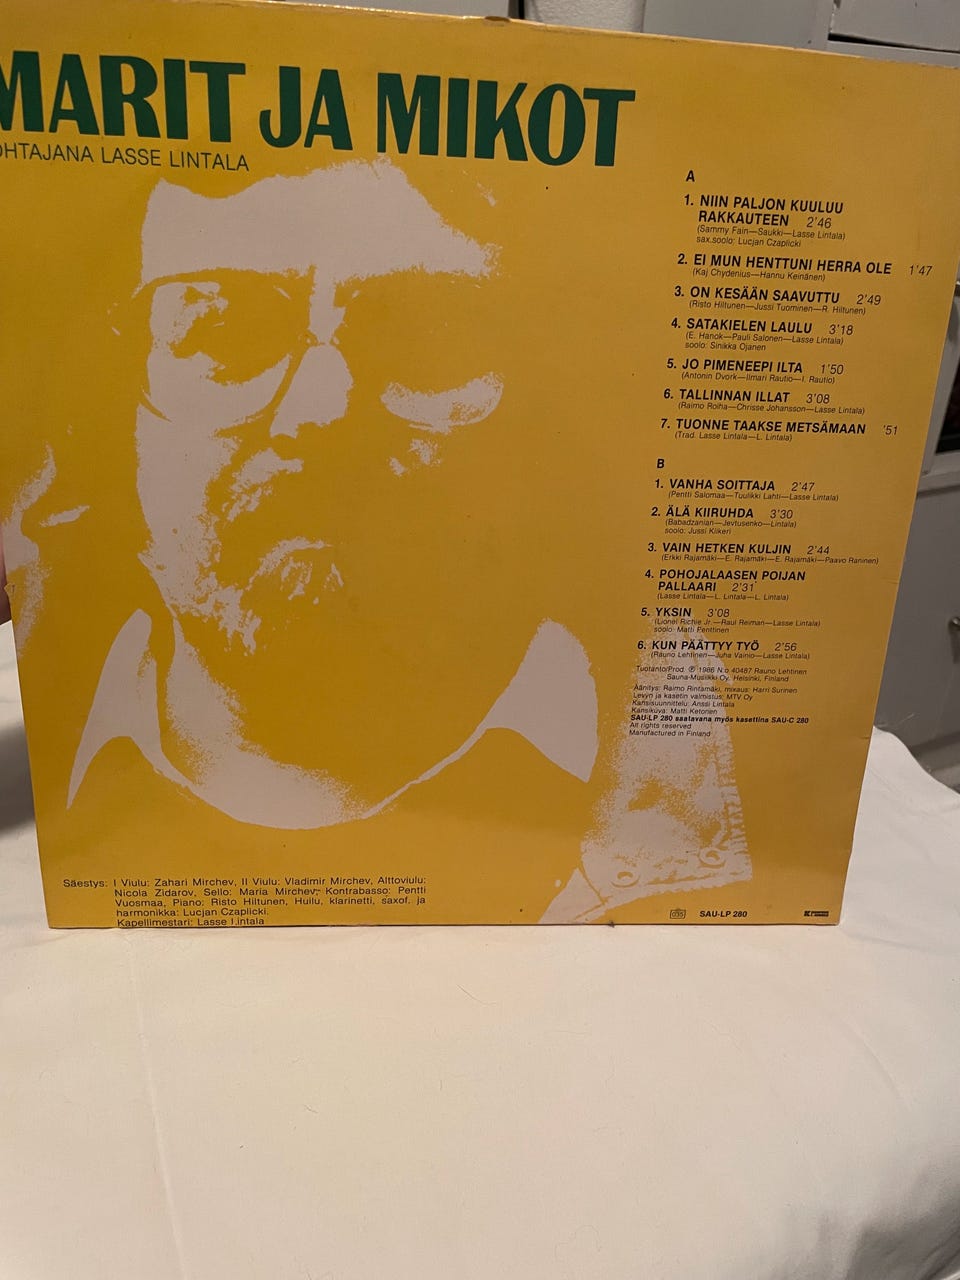 MARIT JA MIKOT
OHTAJANA LASSE LINTALA
A
1. NIIN PALJON KUULUU
RAKKAUTEEN 2'46
(Sammy Fain—Saukki—Lasse Lintala)
sax.soolo: Lucjan Czaplicki
2. EI MUN HENTTUNI HERRA OLE 1'47
(Kaj Chydenius—Hannu Keinänen)
3. ON KESÄÄN SAAVUTTU 2'49
(Risto Hiltunen—Jussi Tuominen—R. Hiltunen)
4. SATAKIELEN LAULU 3'18
(E. Hanok—Pauli Salonen—Lasse Lintala)
soolo: Sinikka Ojanen
5. JO PIMENEEPI ILTA 1'50
(Antonin Dvork—Ilmari Rautio—I. Rautio)
6. TALLINNAN ILLAT 3'08
(Raimo Roiha—Chrisse Johansson—Lasse Lintala)
7. TUONNE TAAKSE METSÄMAAN '51
(Trad. Lasse Lintala—L. Lintala)
B
1. VANHA SOITTAJA 2'47
(Pentti Salomaa—Tuulikki Lahti—Lasse Lintala)
2. ÄLÄ KIIRUHDA 3'30
(Babadzanian—Jevtusenko—Lintala)
soolo: Jussi Kiikeri
3. VAIN HETKEN KULJIN 2'44
(Erkki Rajamäki—E. Rajamäki—E. Rajamäki—Paavo Raninen)
4. POHOJALAASEN POIJAN
PALLAARI 2'31
(Lasse Lintala—L. Lintala—L. Lintala)
5. YKSIN 3'08
(Lionel Richie Jr.—Raul Reiman—Lasse Lintala)
soolo: Matti Penttinen
6. KUN PÄÄTTYY TYÖ 2'56
(Rauno Lehtinen—Juha Vainio—Lasse Lintala)
Tuotanto/Prod. ℗ 1986 N:o 40487 Rauno Lehtinen
Sauna-Musiikki Oy, Helsinki, Finland
Äänitys: Raimo Rintamäki, miksaus: Harri Surinen
Levyn ja kasetin valmistus: MTV Oy
Kansisuunnittelu: Anssi Lintala
Kansikuva: Matti Ketonen
SAU-LP 280 saatavana myös kasettina SAU-C 280
All rights reserved
Manufactured in Finland
Säestys: I Viulu: Zahari Mirchev, II Viulu: Vladimir Mirchev, Alttoviulu:
Nicola Zidarov, Sello: Maria Mirchev, Kontrabasso: Pentti
Vuosmaa, Piano: Risto Hiltunen, Huilu, klarinetti, saxof. ja
harmonikka: Lucjan Czaplicki.
Kapellimestari: Lasse Lintala
SAU-LP 280